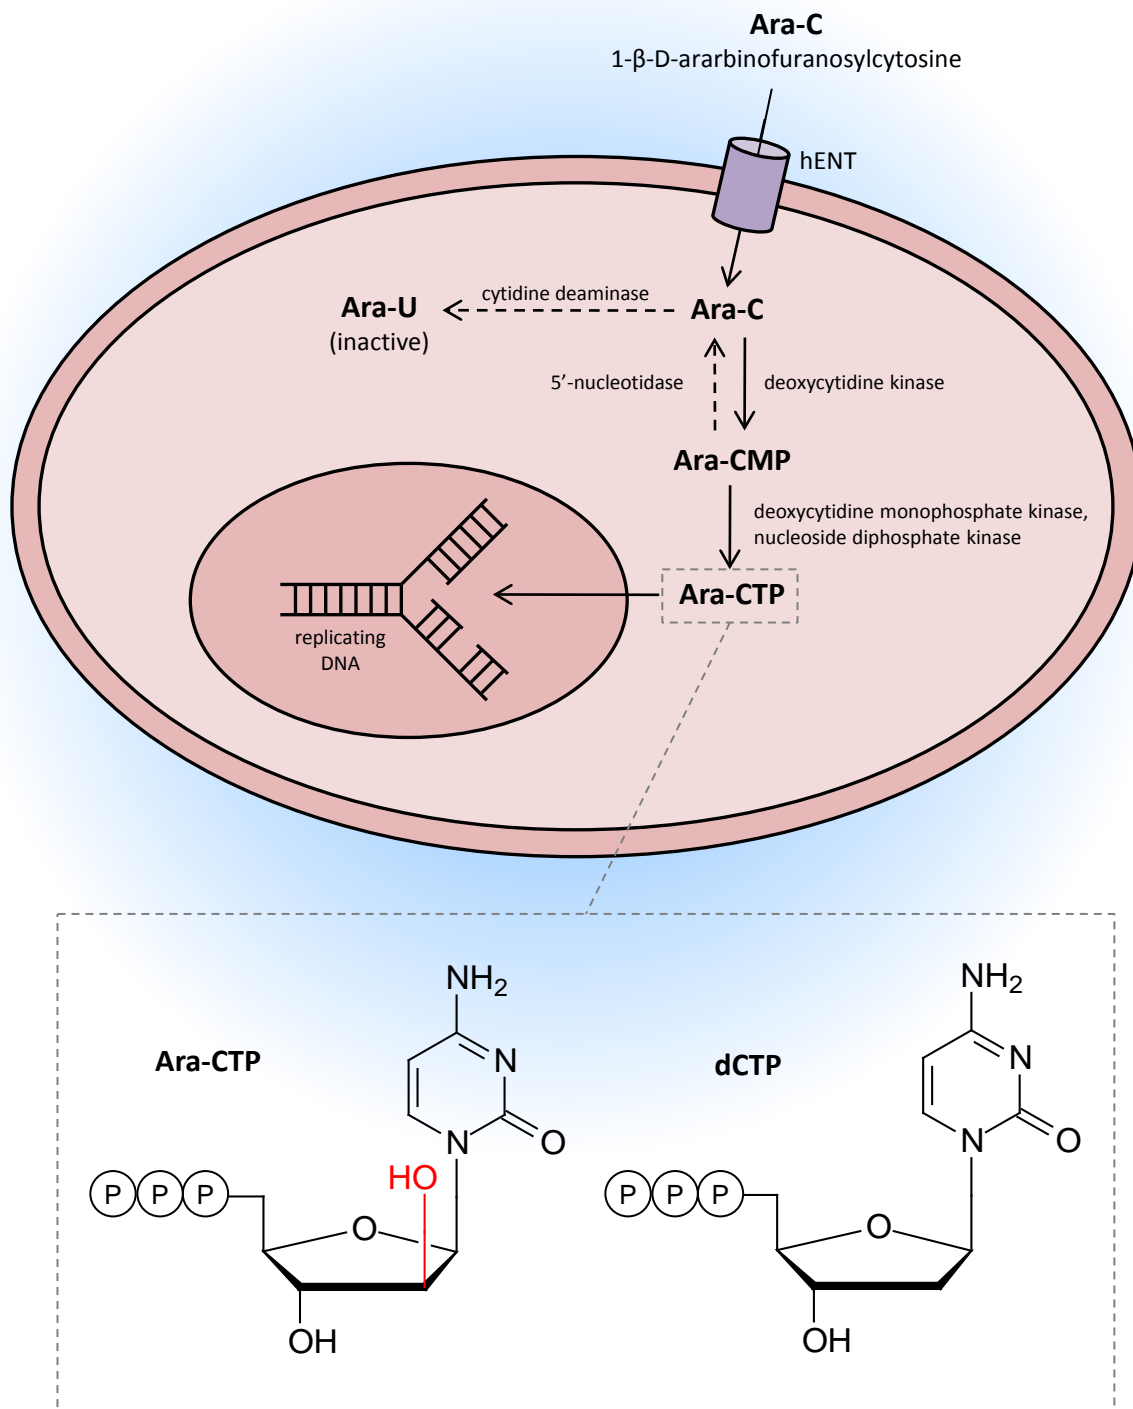 Ara-C
1-β-D-ararbinofuranosylcytosine
hENT
Ara-U
(inactive)
cytidine deaminase
Ara-C
5’-nucleotidase
deoxycytidine kinase
Ara-CMP
deoxycytidine monophosphate kinase,
nucleoside diphosphate kinase
Ara-CTP
replicating
DNA
Ara-CTP
NH2
N
N
O
HO
P P P
O
OH
dCTP
NH2
N
N
O
P P P
O
OH